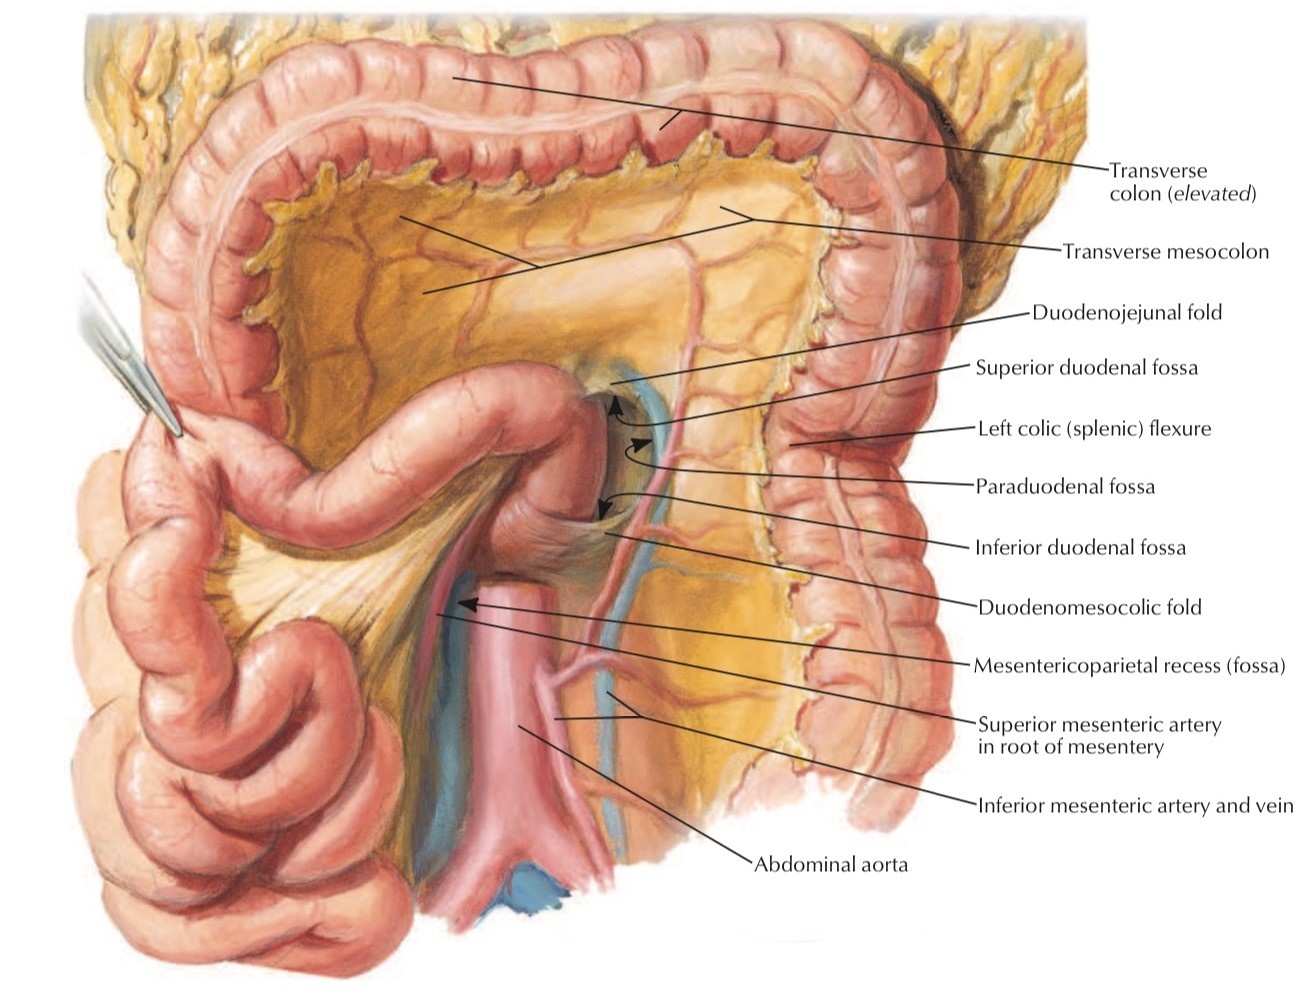 Transverse
colon (elevated)
Transverse mesocolon
Duodenojejunal fold
Superior duodenal fossa
Left colic (splenic) flexure
Paraduodenal fossa
Inferior duodenal fossa
Duodenomesocolic fold
Mesentericoparietal recess (fossa)
Superior mesenteric artery
in root of mesentery
Inferior mesenteric artery and vein
Abdominal aorta